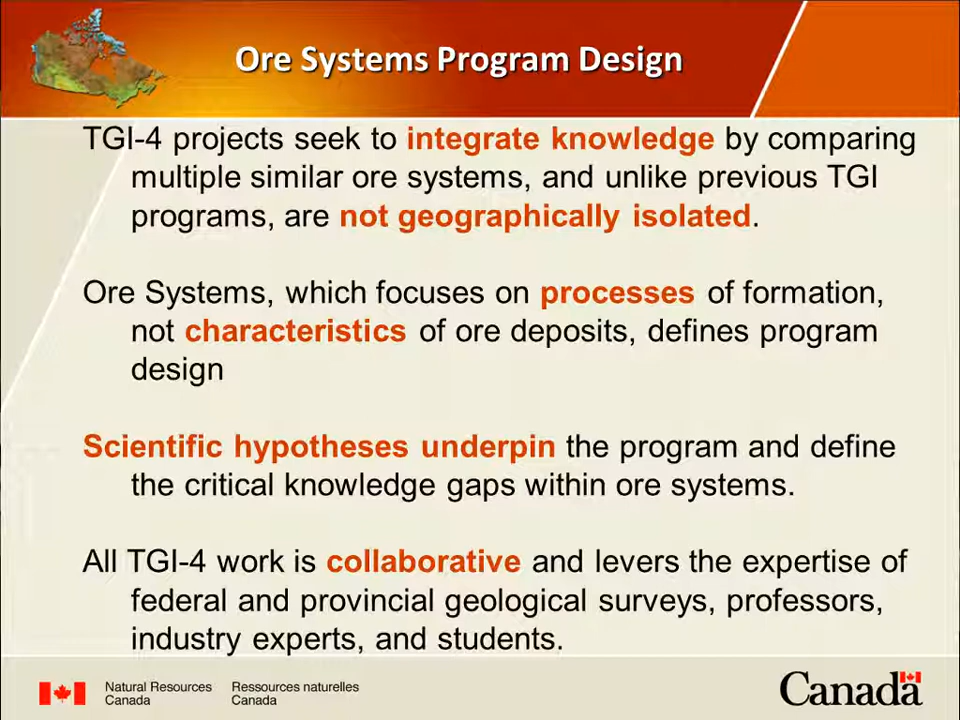 Ore Systems Program Design
TGI-4 projects seek to integrate knowledge by comparing
multiple similar ore systems, and unlike previous TGI
programs, are not geographically isolated.
Ore Systems, which focuses on processes of formation,
not characteristics of ore deposits, defines program
design
Scientific hypotheses underpin the program and define
the critical knowledge gaps within ore systems.
All TGI-4 work is collaborative and levers the expertise of
federal and provincial geological surveys, professors,
industry experts, and students.
Natural Resources Ressources naturelles
Canada Canada
Canada